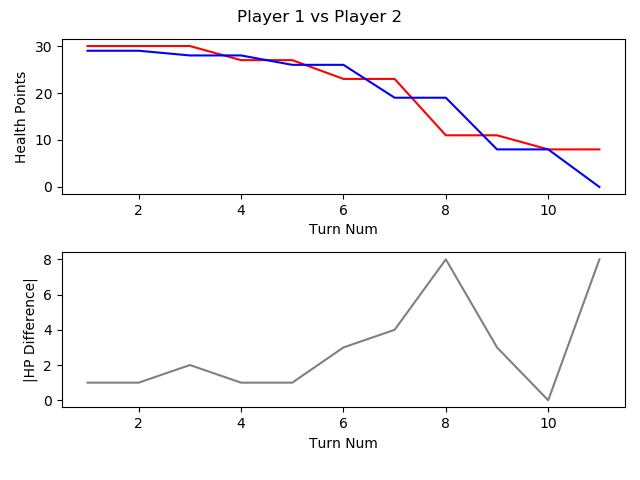 Player 1 vs Player 2
30
20
10
0
Health Points
2 4 6 8 10
Turn Num
8
6
4
2
0
|HP Difference|
2 4 6 8 10
Turn Num